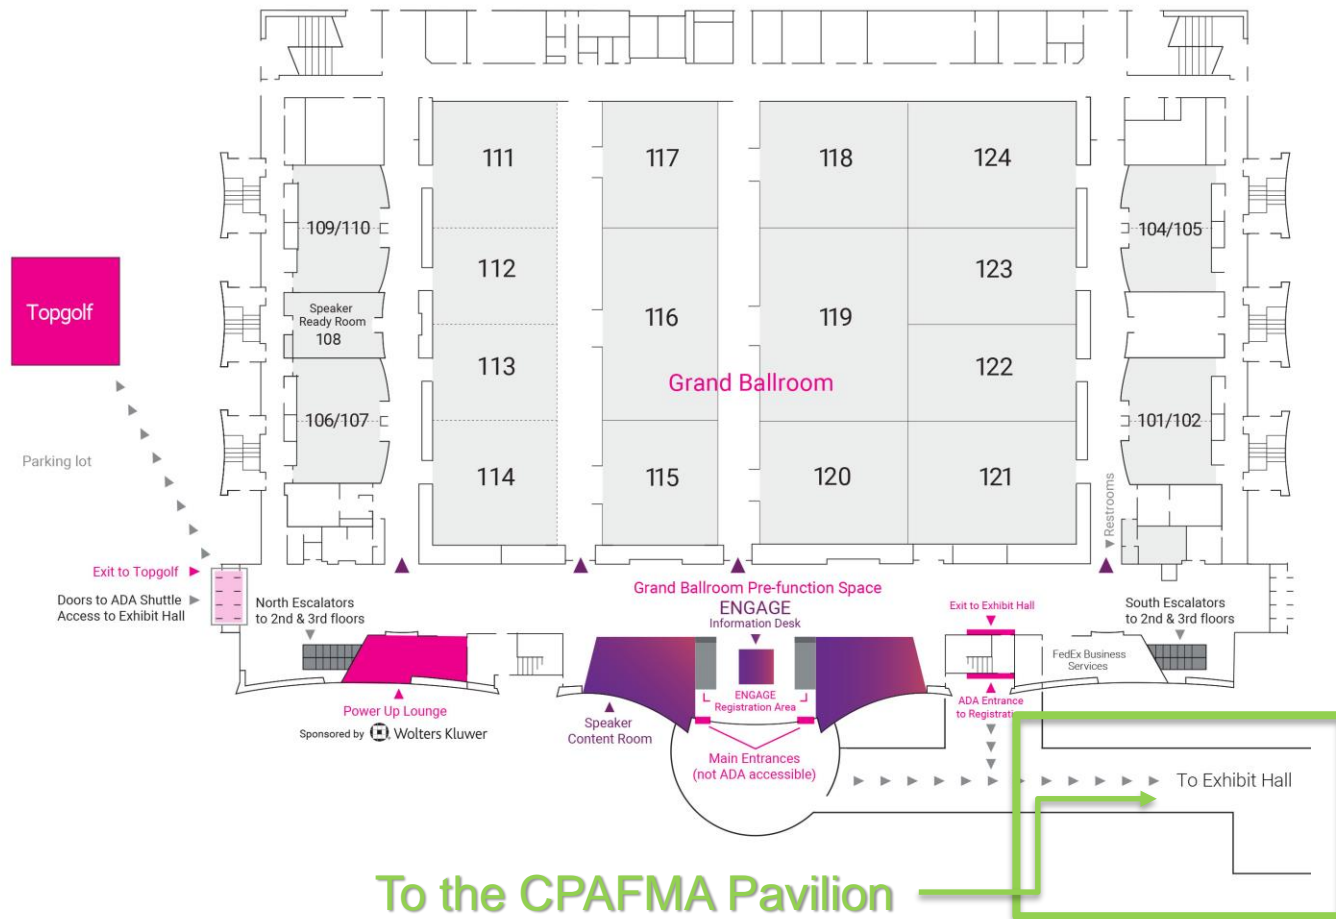 111
117
118
124
109/110
104/105
112
123
Topgolf
Speaker
Ready Room
108
116
119
113
122
Grand Ballroom
106/107
101/102
Parking lot
114
115
120
121
Restrooms
Exit to Topgolf
Doors to ADA Shuttle
Access to Exhibit Hall
North Escalators
to 2nd & 3rd floors
Grand Ballroom Pre-function Space
ENGAGE
Information Desk
Exit to Exhibit Hall
South Escalators
to 2nd & 3rd floors
FedEx Business
Services
ENGAGE
Registration Area
ADA Entrance
to Registration
Power Up Lounge
Sponsored by Wolters Kluwer
Speaker
Content Room
Main Entrances
(not ADA accessible)
To Exhibit Hall
To the CPAFMA Pavilion